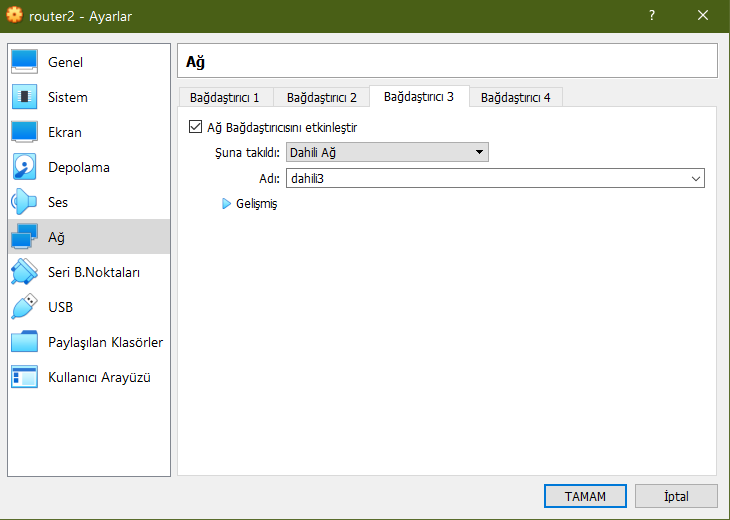 router2 - Ayarlar
?
Genel
Sistem
Ekran
Depolama
Ses
Ağ
Seri B.Noktaları
USB
Paylaşılan Klasörler
Kullanıcı Arayüzü
Ağ
Bağdaştırıcı 1 Bağdaştırıcı 2 Bağdaştırıcı 3 Bağdaştırıcı 4
Ağ Bağdaştırıcısını etkinleştir
Şuna takıldı: Dahili Ağ
Adı: dahili3
Gelişmiş
TAMAM İptal